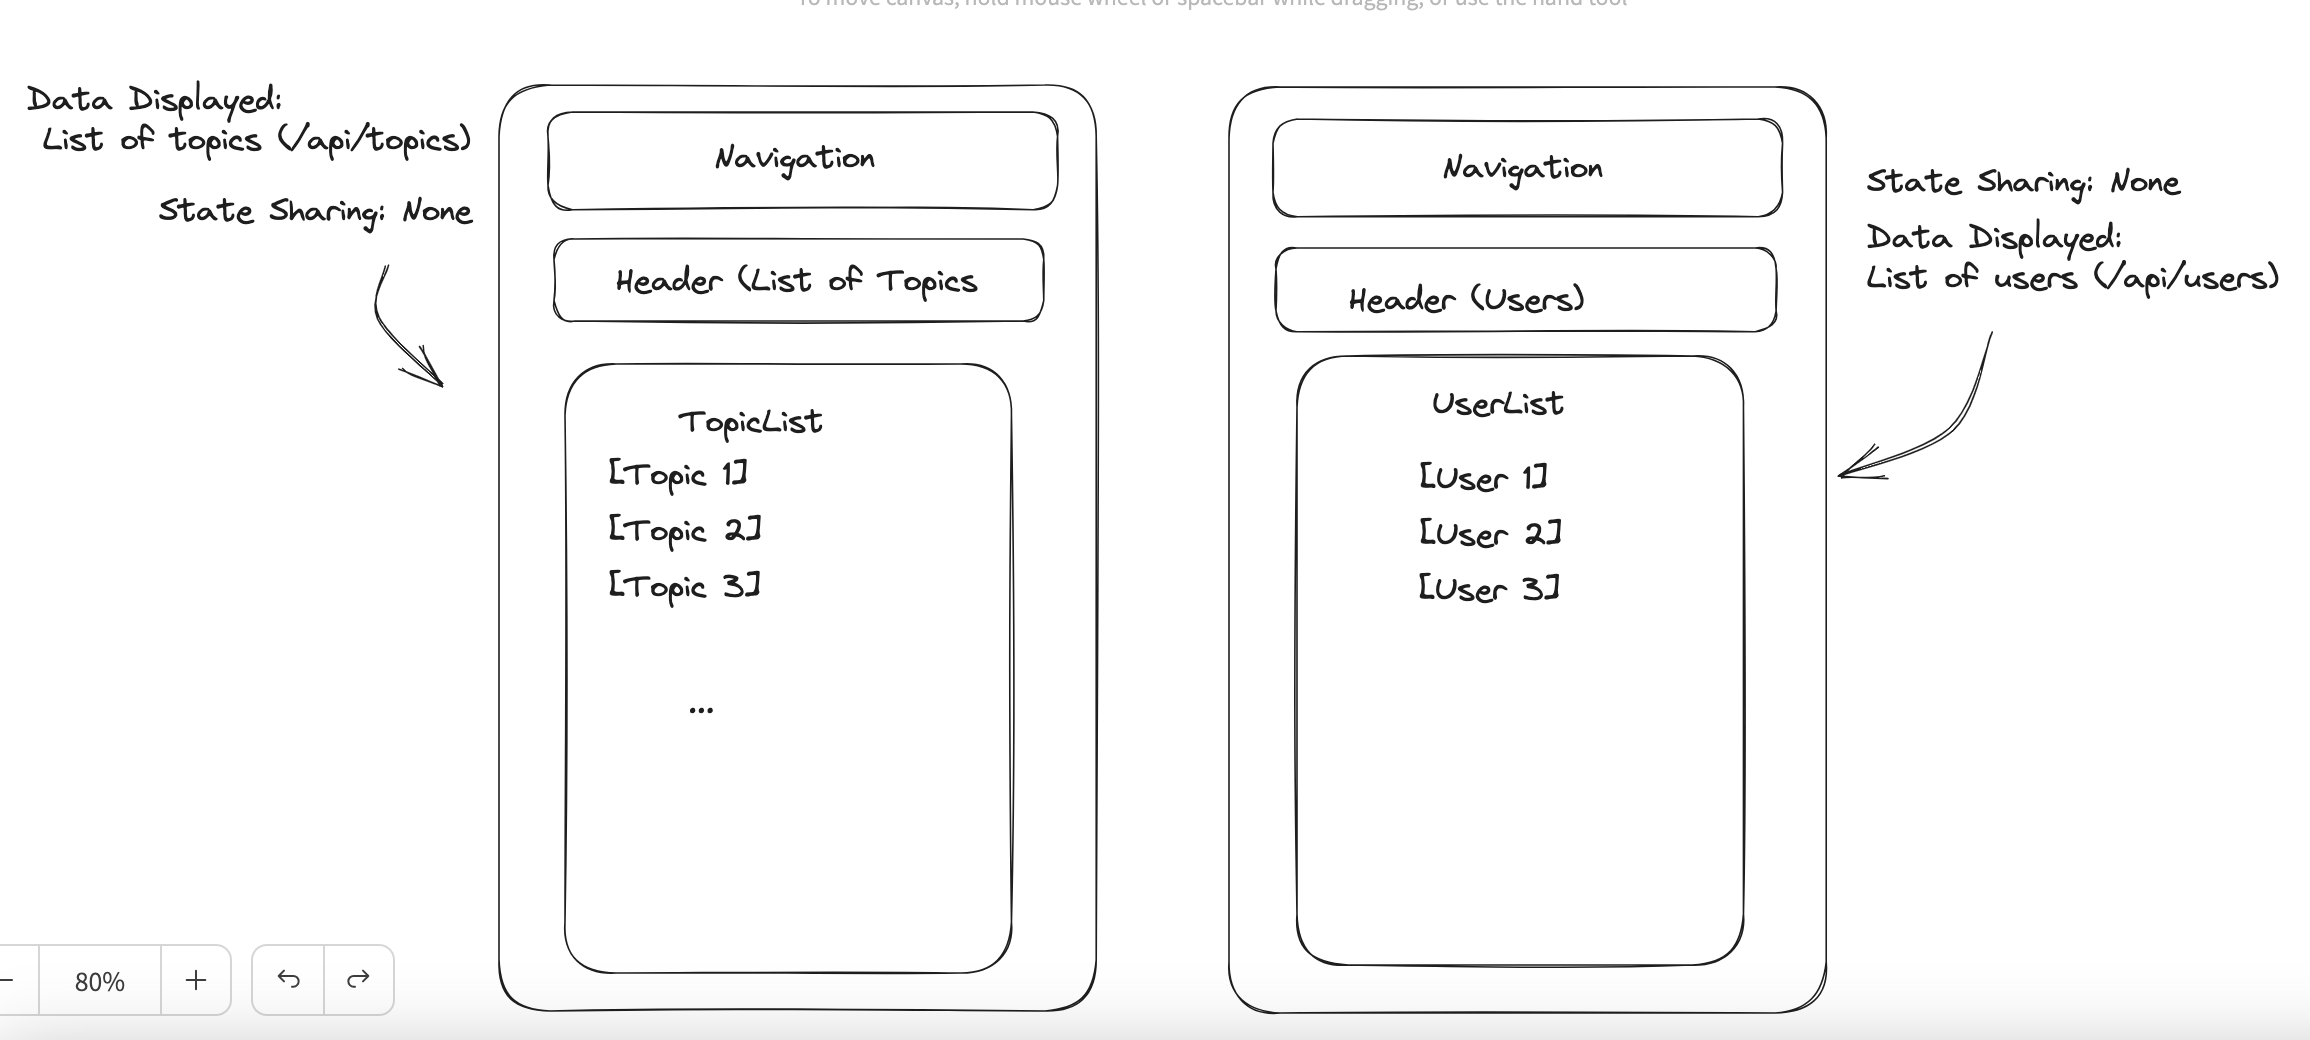 To move canvas, hold mouse wheel or spacebar while dragging, or use the hand tool
Data Displayed:
List of topics (/api/topics)
State Sharing: None
Navigation
Header (List of Topics
TopicList
[Topic 1]
[Topic 2]
[Topic 3]
...
Navigation
Header (Users)
UserList
[User 1]
[User 2]
[User 3]
State Sharing: None
Data Displayed:
List of users (/api/users)
80%